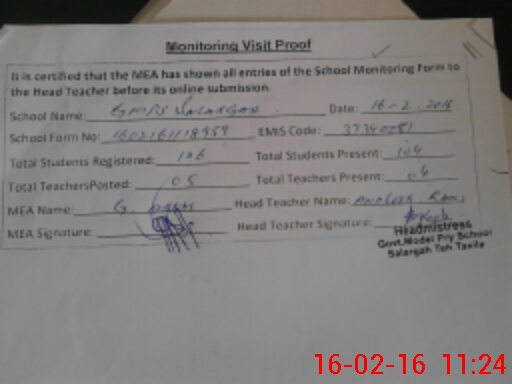 Monitoring Visit Proof
It is certified that the MEA has shown all entries of the School Monitoring Form to
the Head Teacher before its online submission.
School Name: GMPS Salargah Date: 16-2-2016
School Form No: EMIS Code: 37340081
Total Students Registered: 106 Total Students Present: 104
Total TeachersPosted: 05 Total Teachers Present: 04
MEA Name: Head Teacher Name:
MEA Signature: Head Teacher Signature:
Headmistress
Govt.Model Pry School
Salargah Teh Taxila
16-02-16 11:24